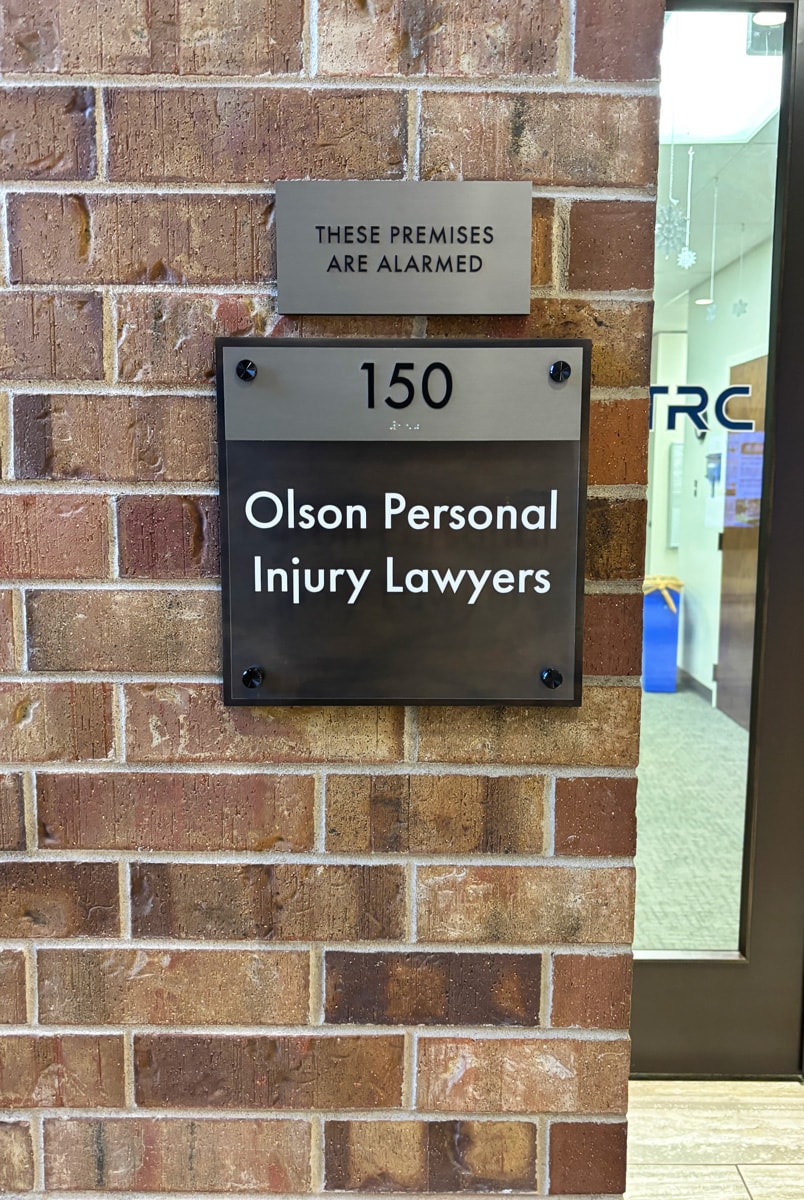 THESE PREMISES
ARE ALARMED
150
Olson Personal
Injury Lawyers
TRC